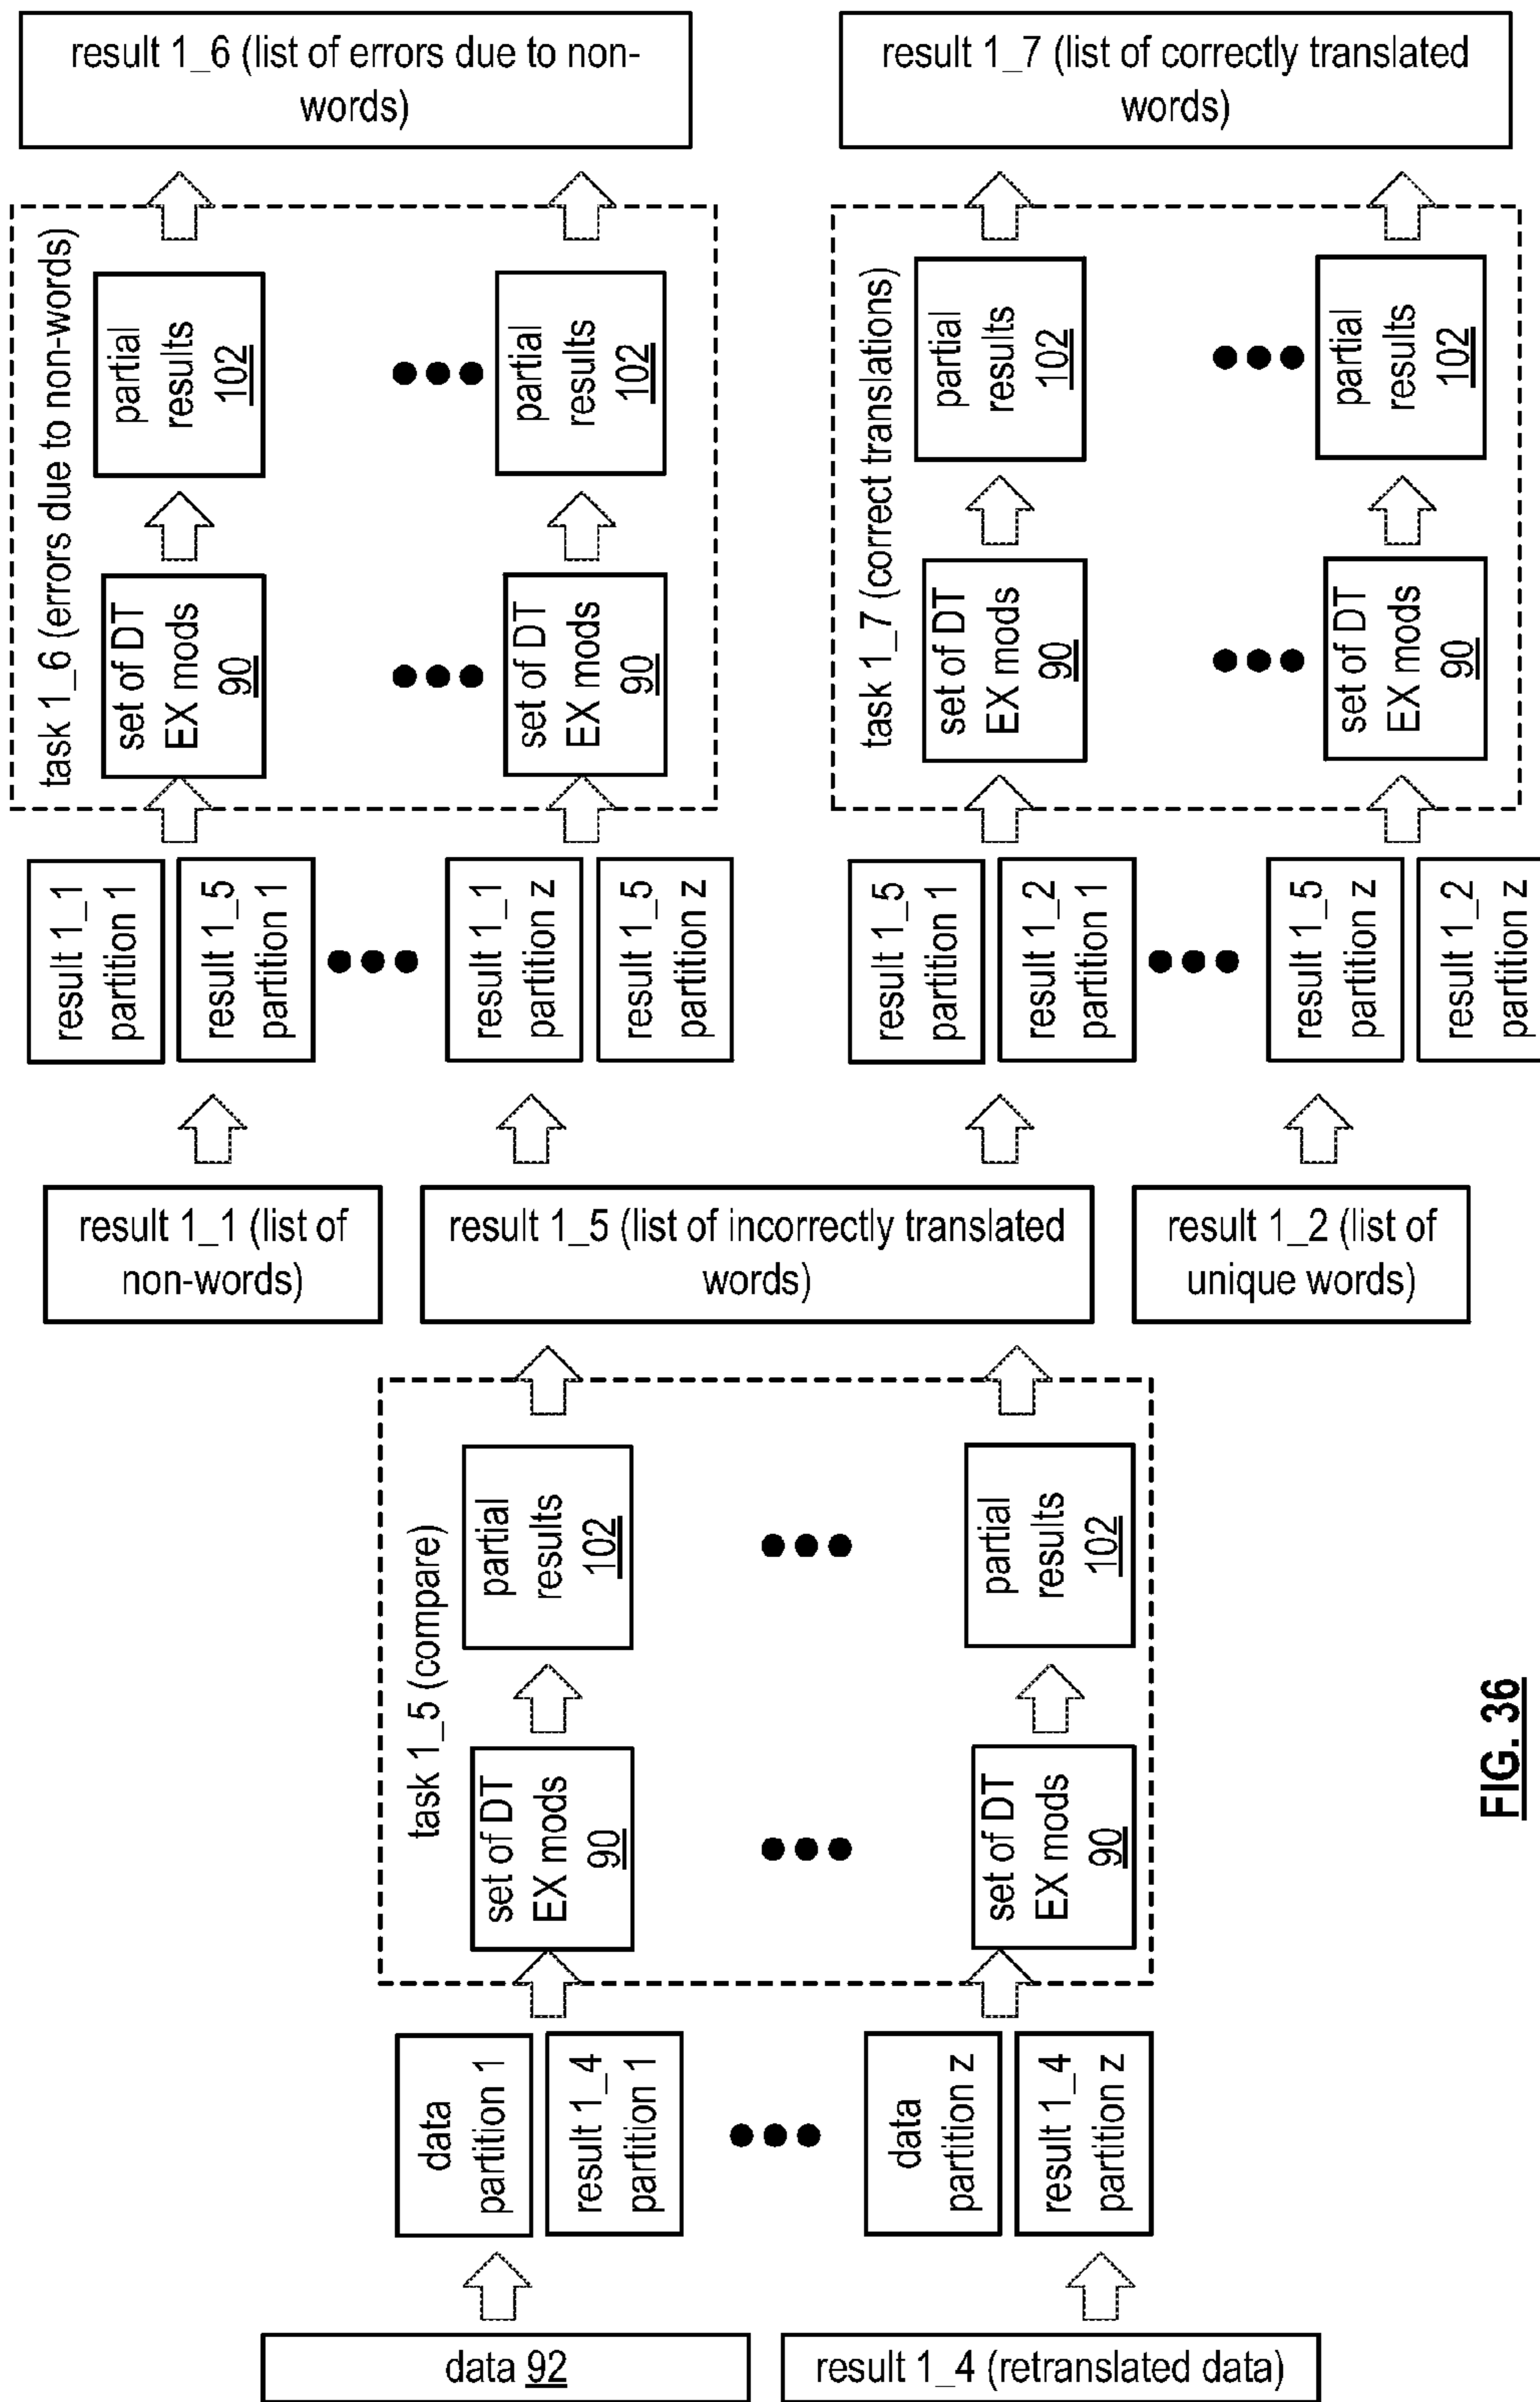 data 92
result 1_4 (retranslated data)
data
partition 1
result 1_4
partition 1
data
partition z
result 1_4
partition z
task 1_5 (compare)
set of DT
EX mods
90
partial
results
102
set of DT
EX mods
90
partial
results
102
result 1_1 (list of
non-words)
result 1_5 (list of incorrectly translated
words)
result 1_2 (list of
unique words)
result 1_1
partition 1
result 1_5
partition 1
result 1_1
partition z
result 1_5
partition z
task 1_6 (errors due to non-words)
set of DT
EX mods
90
partial
results
102
set of DT
EX mods
90
partial
results
102
result 1_6 (list of errors due to non-
words)
result 1_5
partition 1
result 1_2
partition 1
result 1_5
partition z
result 1_2
partition z
task 1_7 (correct translations)
set of DT
EX mods
90
partial
results
102
set of DT
EX mods
90
partial
results
102
result 1_7 (list of correctly translated
words)
FIG. 36